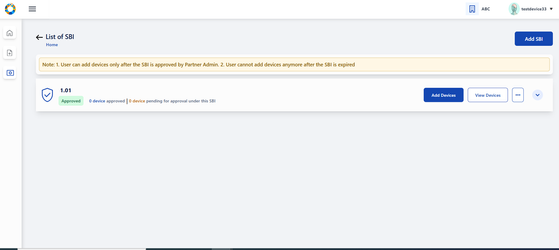 ABC
testdevice33
List of SBI
Home
Add SBI
Note: 1. User can add devices only after the SBI is approved by Partner Admin. 2. User cannot add devices anymore after the SBI is expired
1.01
Approved
0 device approved | 0 device pending for approval under this SBI
Add Devices
View Devices